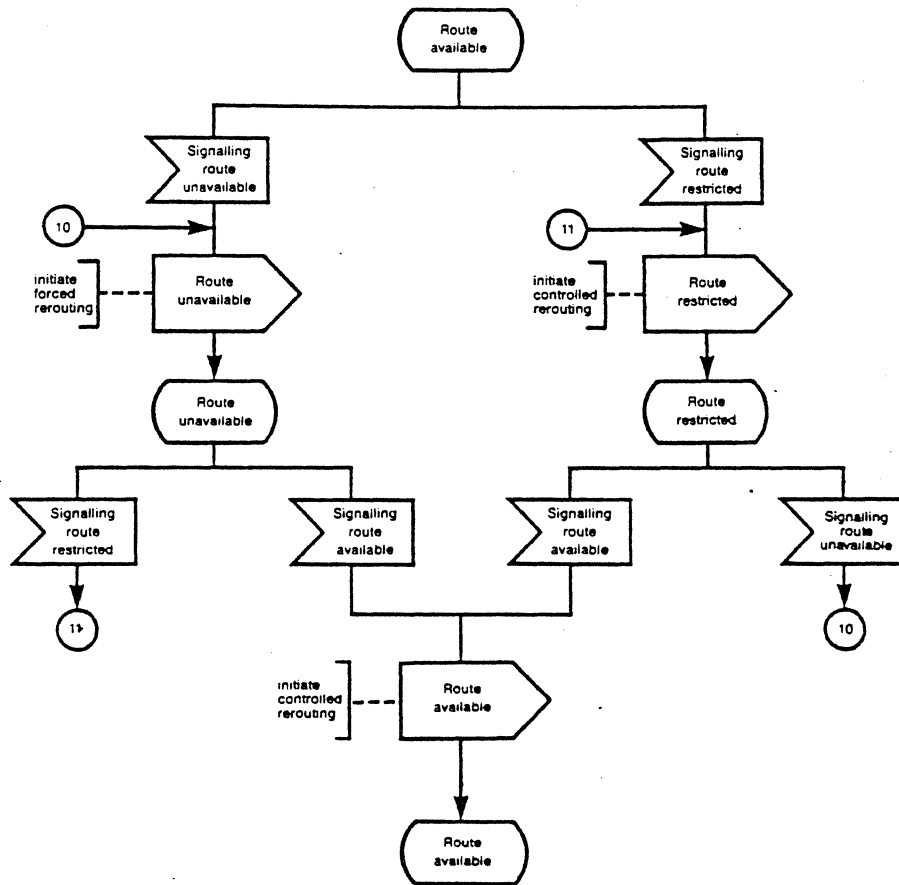 Route
available
Signalling
route
unavailable
Signalling
route
restricted
10
11
initiate
forced
rerouting
Route
unavailable
initiate
controlled
rerouting
Route
restricted
Route
unavailable
Route
restricted
Signalling
route
restricted
Signalling
route
available
Signalling
route
available
Signalling
route
unavailable
11
10
initiate
controlled
rerouting
Route
available
Route
available